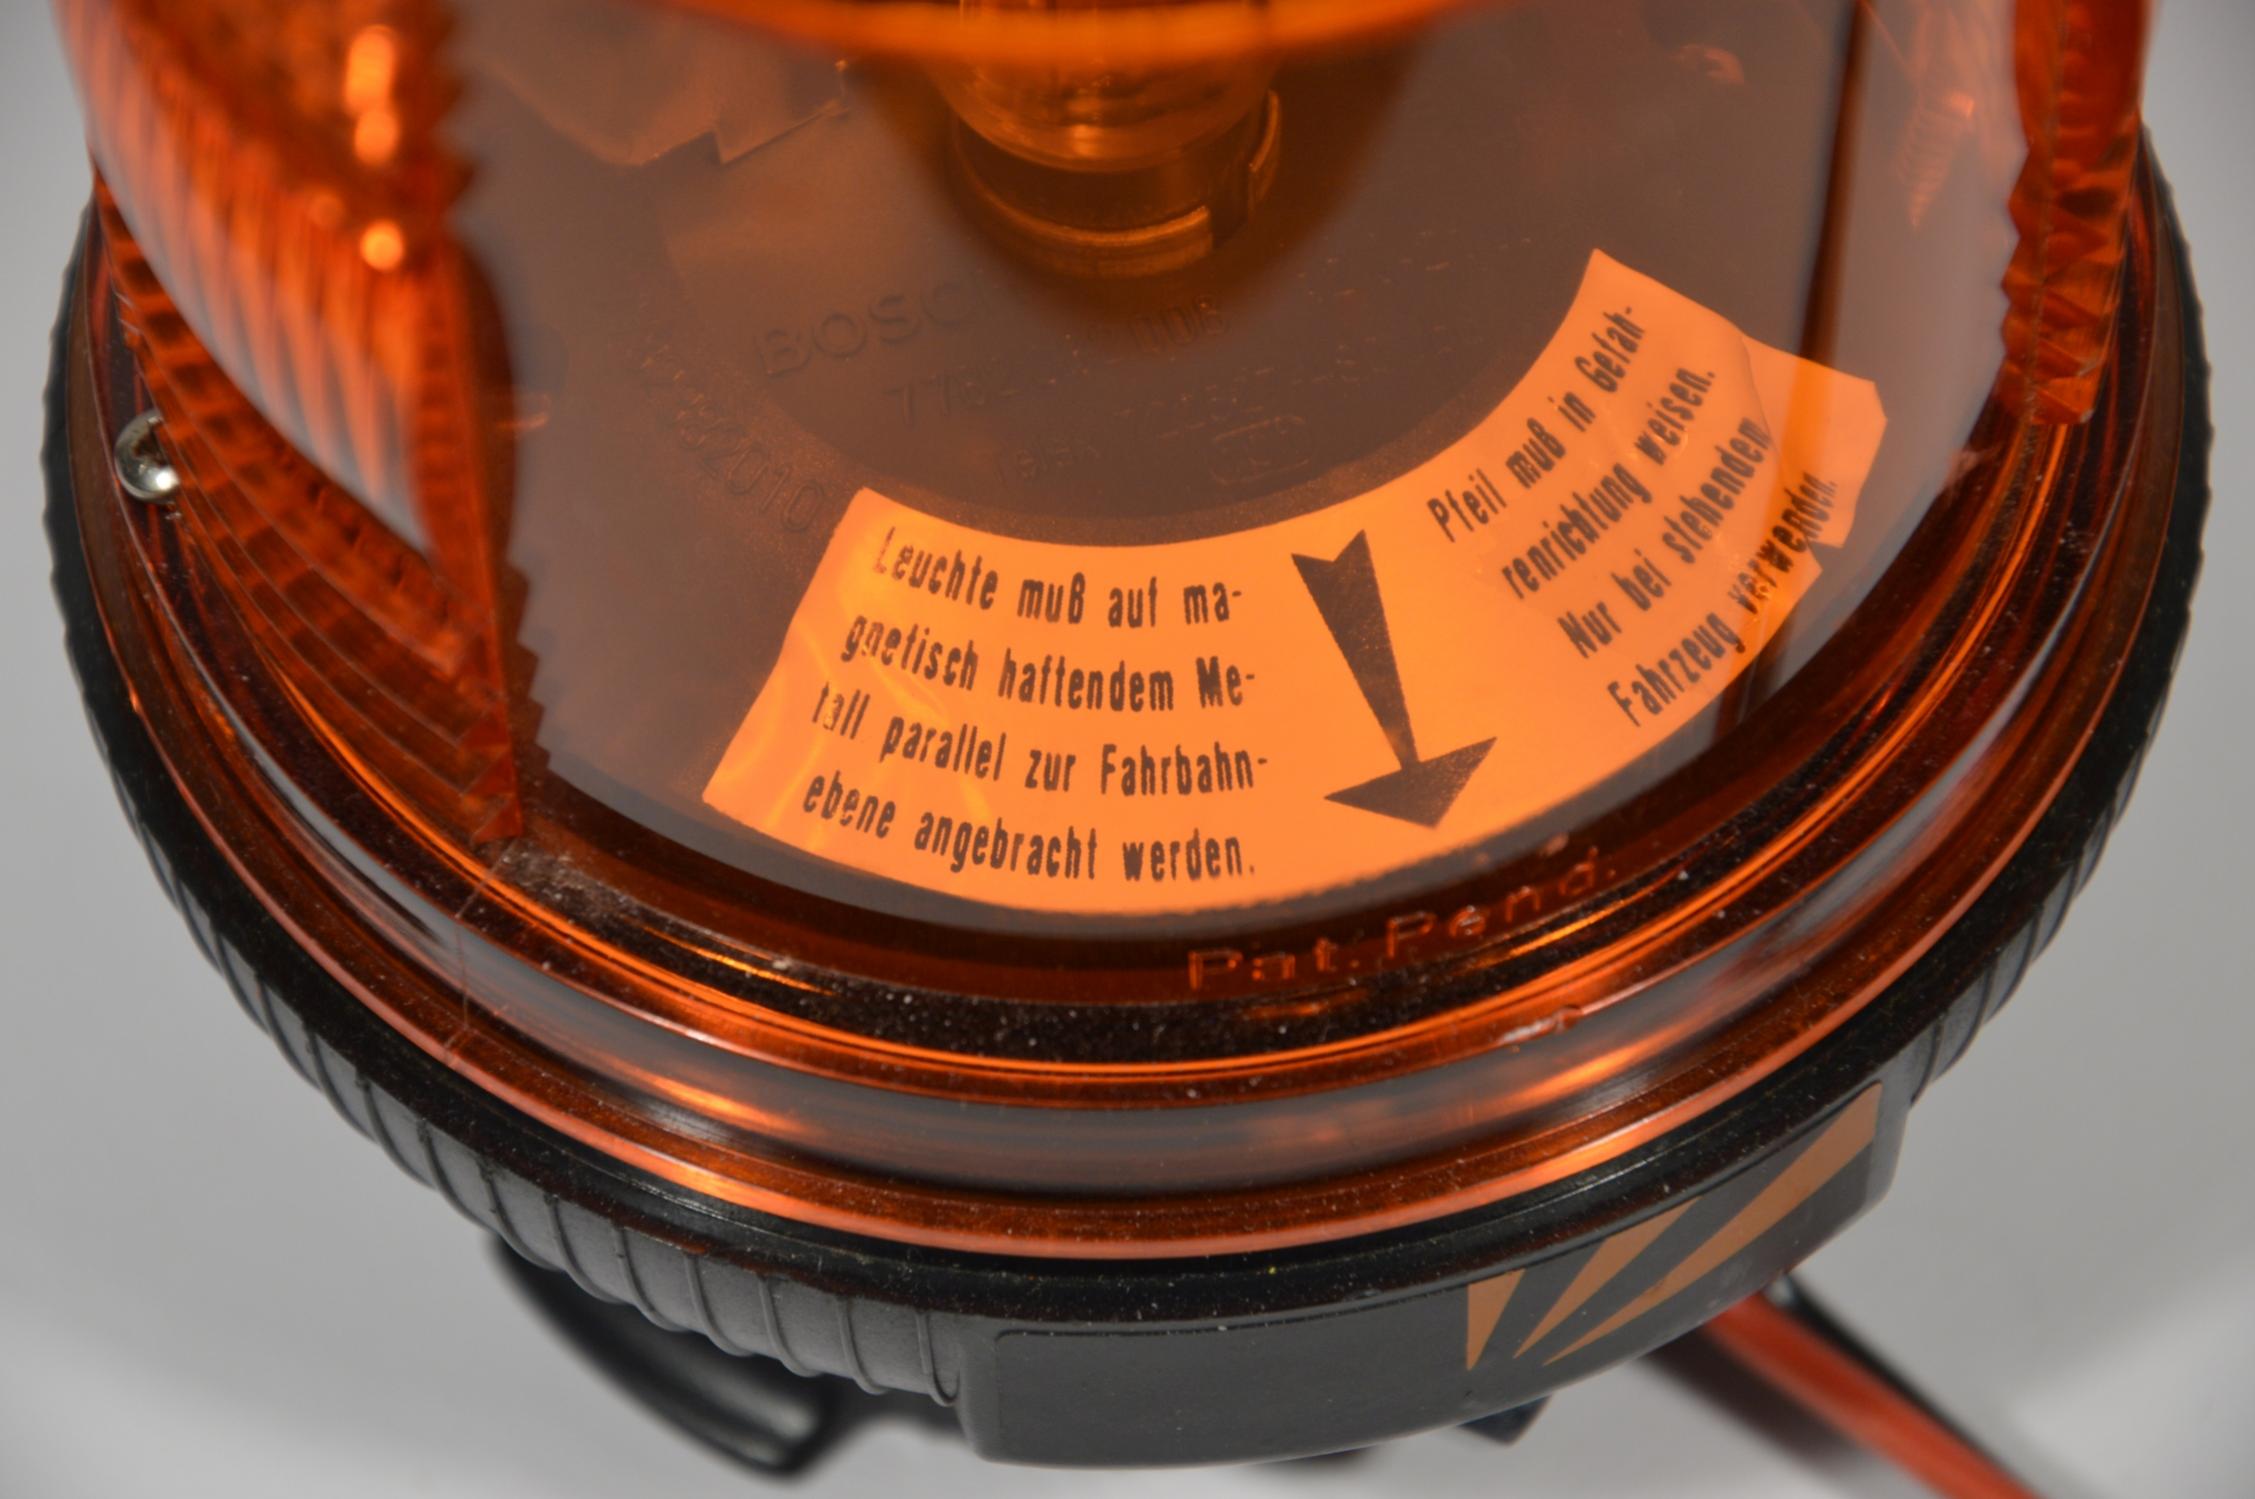 BOSCH
Leuchte muß auf ma-
gnetisch haftendem Me-
tall parallel zur Fahrbahn-
ebene angebracht werden.
Pfeil muß in Gefah-
renrichtung weisen.
Nur bei stehendem
Fahrzeug verwenden.
Pat. Pend.